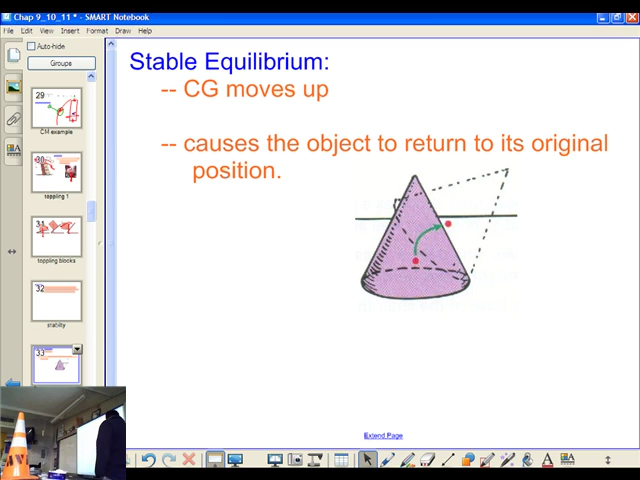 Chap 9_10_11 * - SMART Notebook
File Edit View Insert Format Draw Help
Auto-hide
Groups
29
CM example
30
toppling 1
31
toppling blocks
32
stability
33
Stable Equilibrium:
-- CG moves up
-- causes the object to return to its original
position.
Extend Page